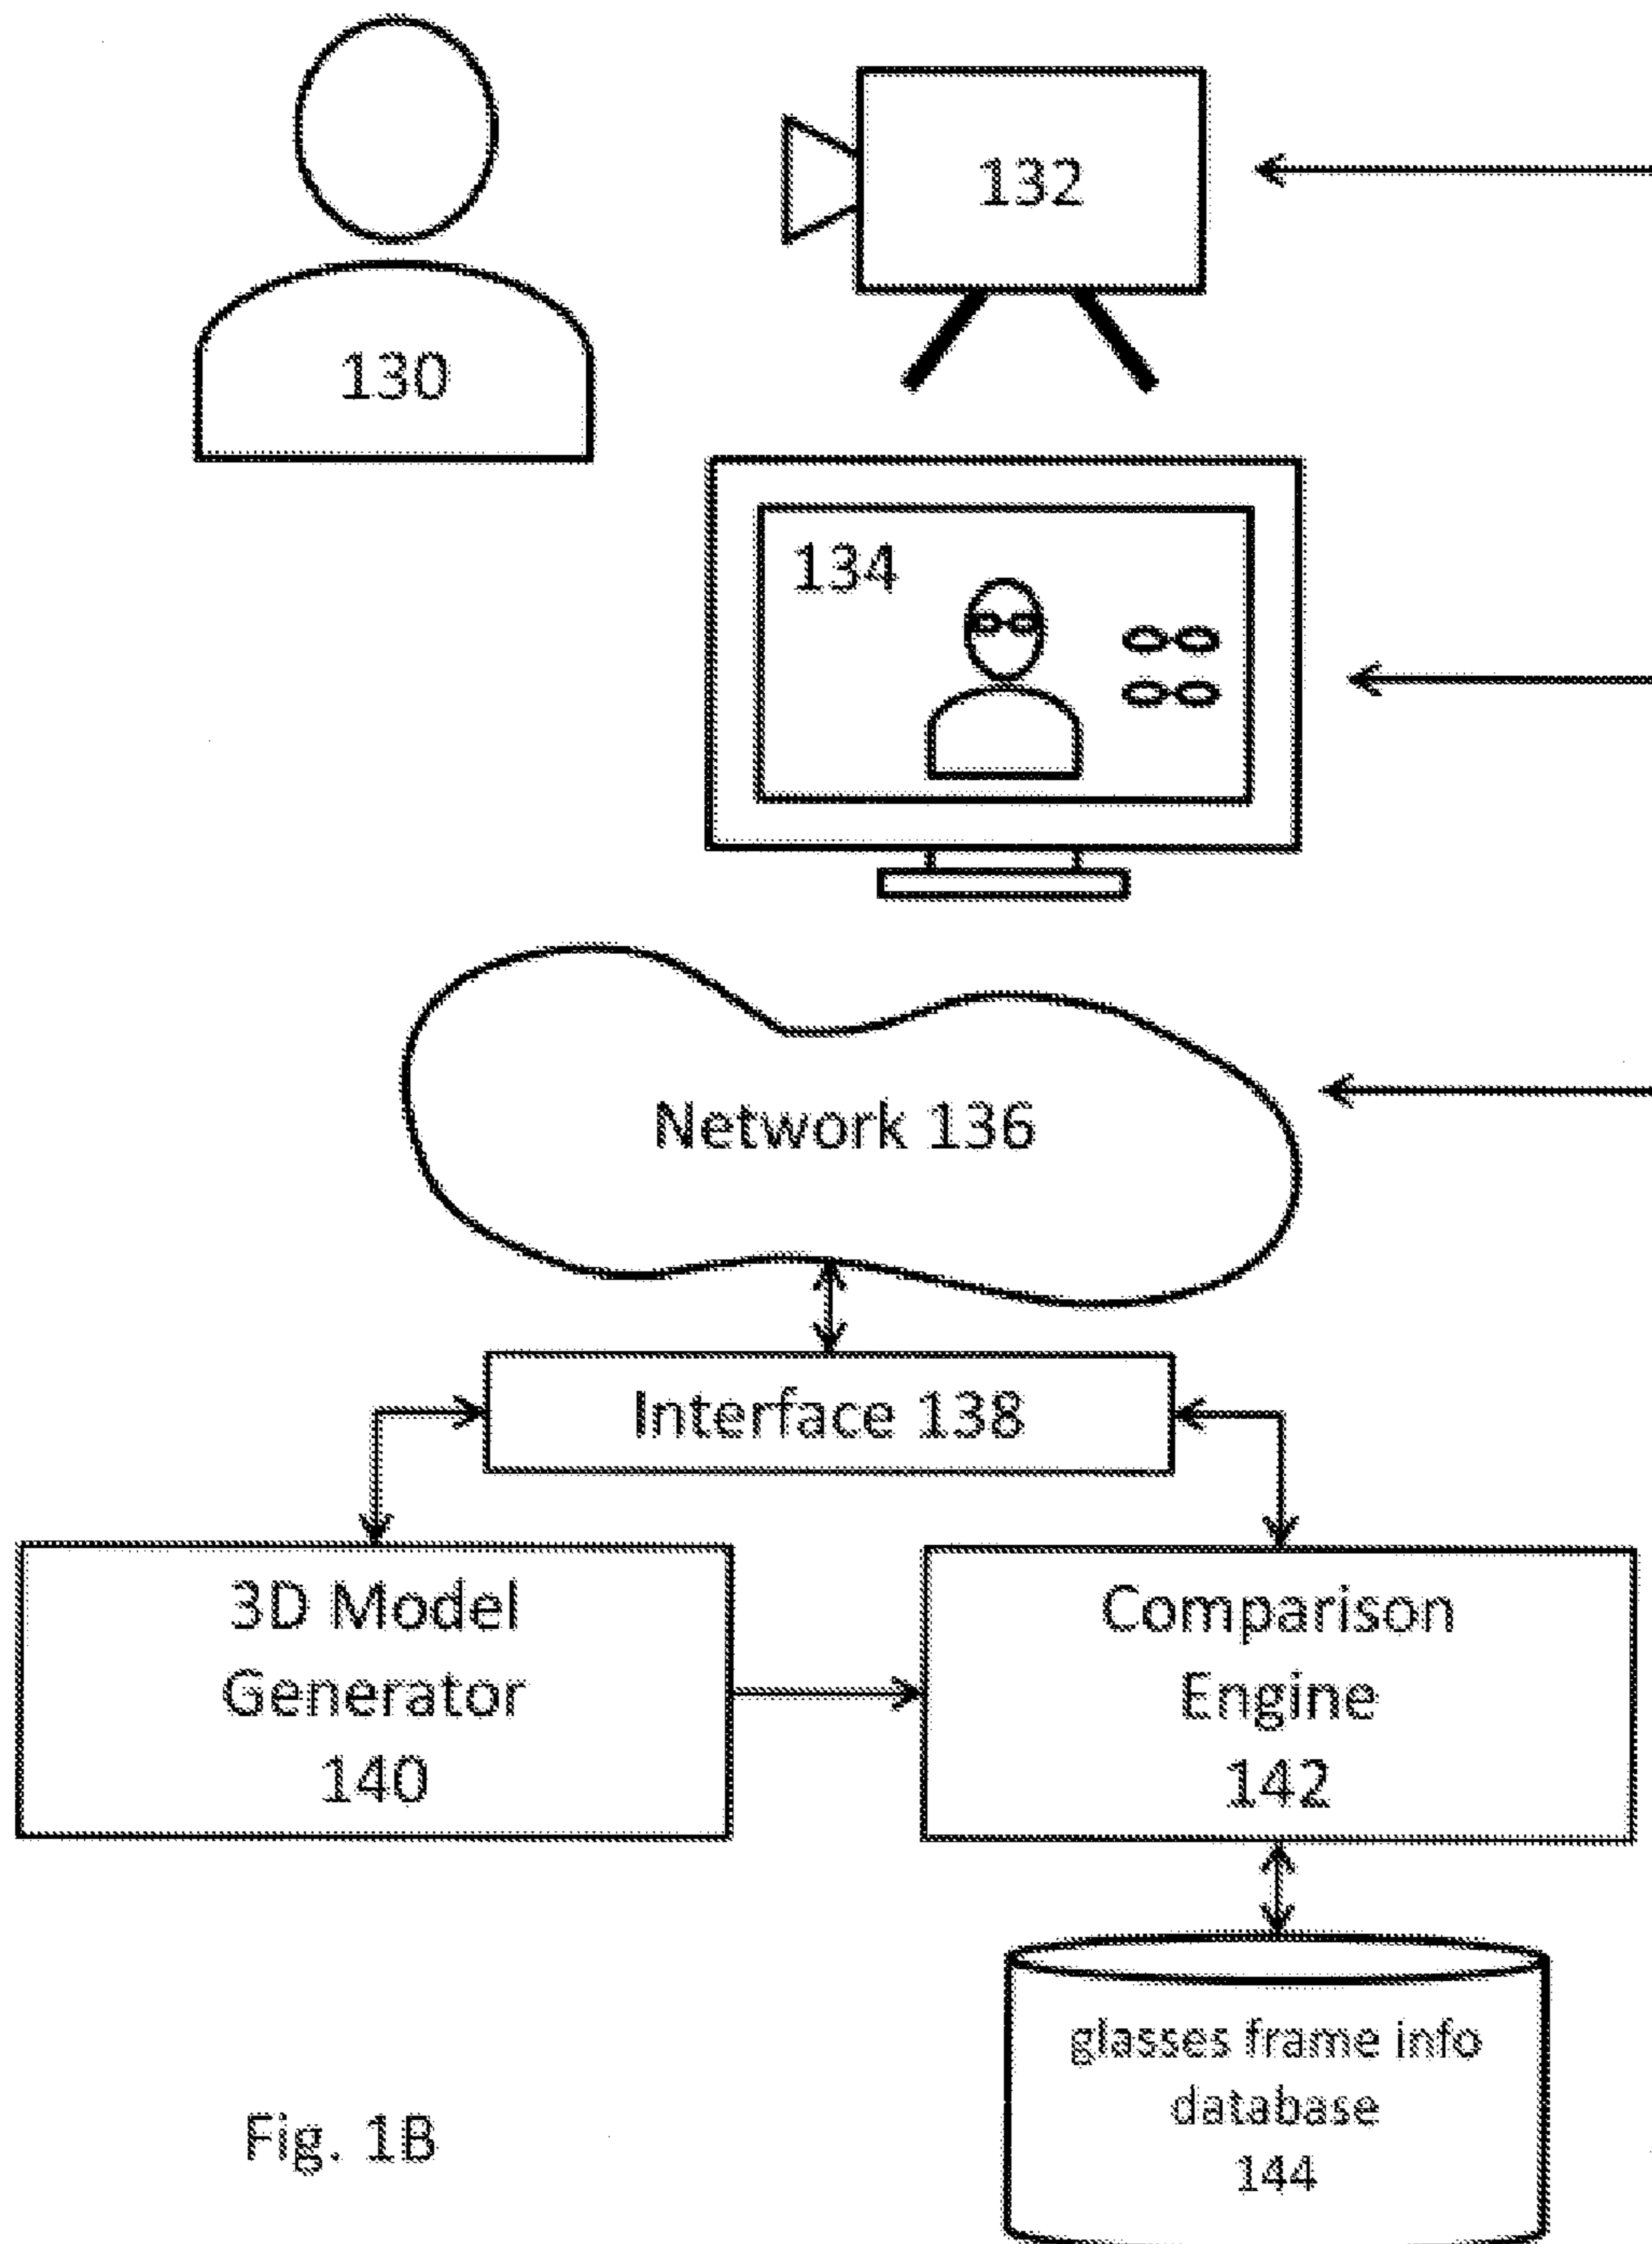 132
130
134
Network 136
Interface 138
3D Model
Generator
140
Comparison
Engine
142
glasses frame info
database
144
Fig. 1B